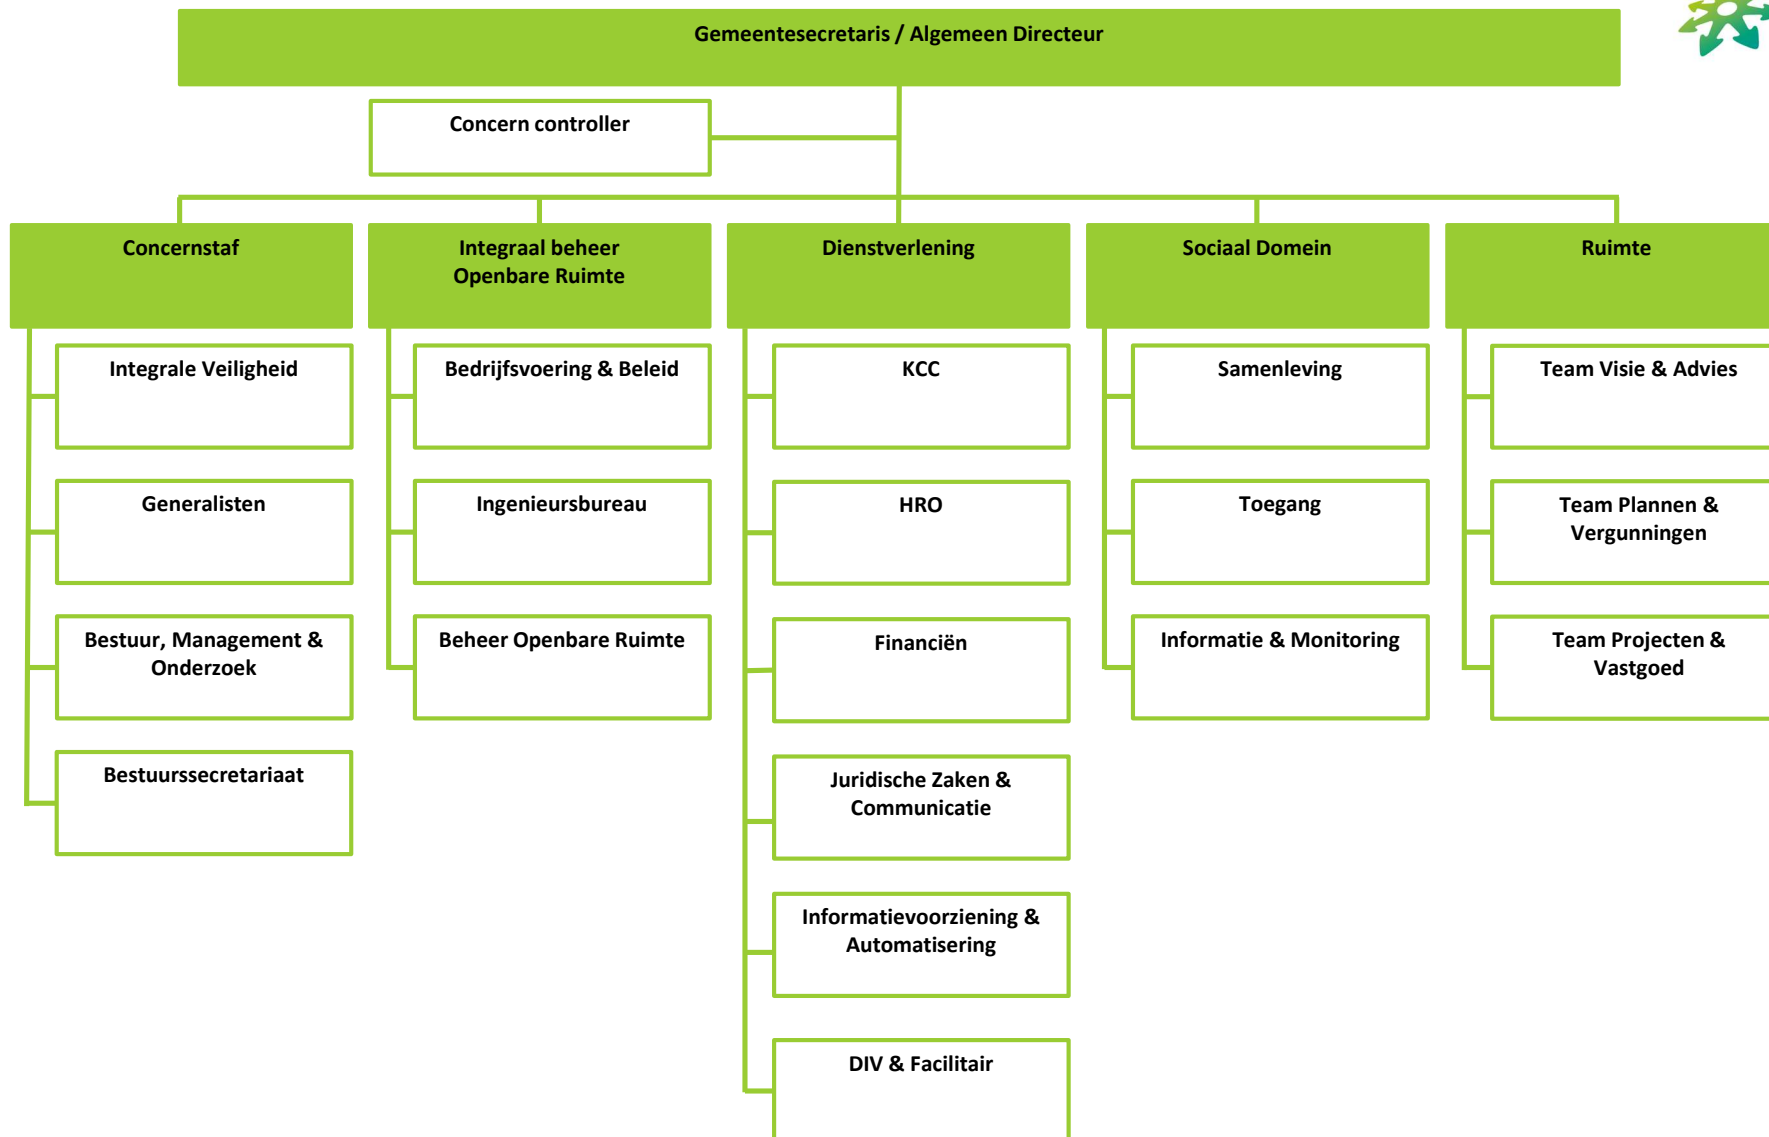 Gemeentesecretaris / Algemeen Directeur
Concern controller
Concernstaf
Integrale Veiligheid
Generalisten
Bestuur, Management &
Onderzoek
Bestuurssecretariaat
Integraal beheer
Openbare Ruimte
Bedrijfsvoering & Beleid
Ingenieursbureau
Beheer Openbare Ruimte
Dienstverlening
KCC
HRO
Financiën
Juridische Zaken &
Communicatie
Informatievoorziening &
Automatisering
DIV & Facilitair
Sociaal Domein
Samenleving
Toegang
Informatie & Monitoring
Ruimte
Team Visie & Advies
Team Plannen &
Vergunningen
Team Projecten &
Vastgoed